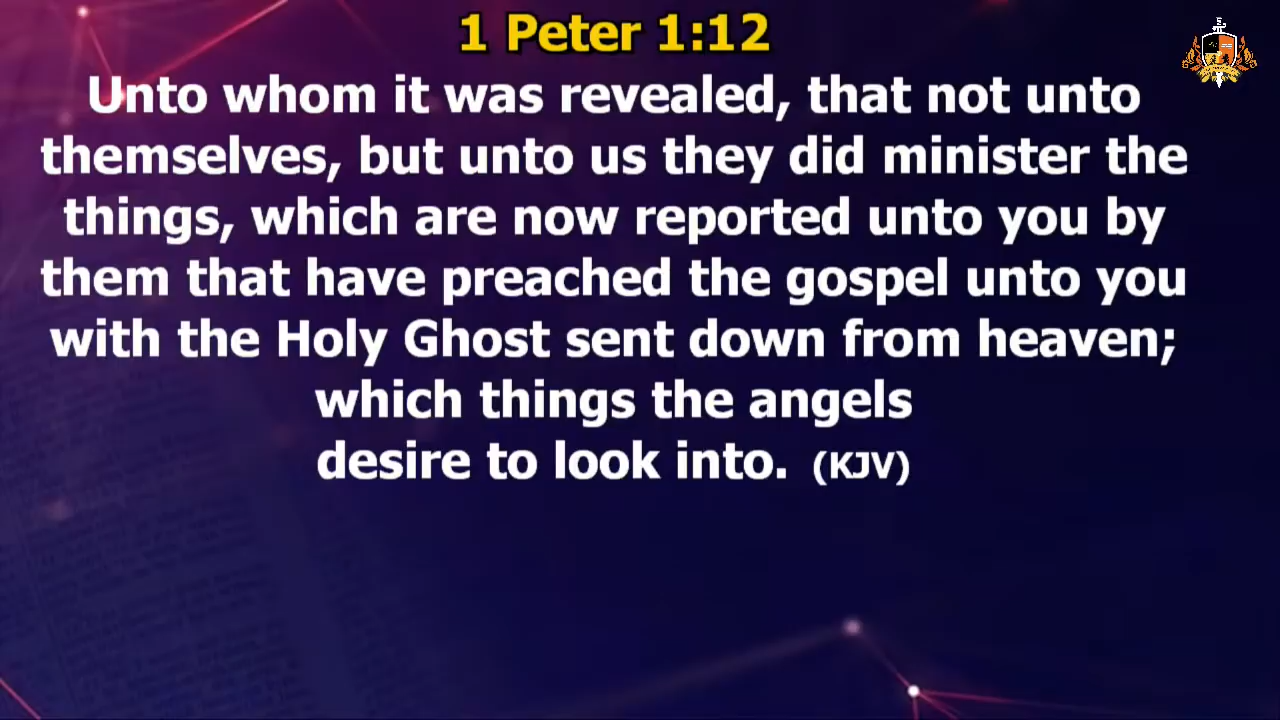 1 Peter 1:12
Unto whom it was revealed, that not unto
themselves, but unto us they did minister the
things, which are now reported unto you by
them that have preached the gospel unto you
with the Holy Ghost sent down from heaven;
which things the angels
desire to look into. (KJV)